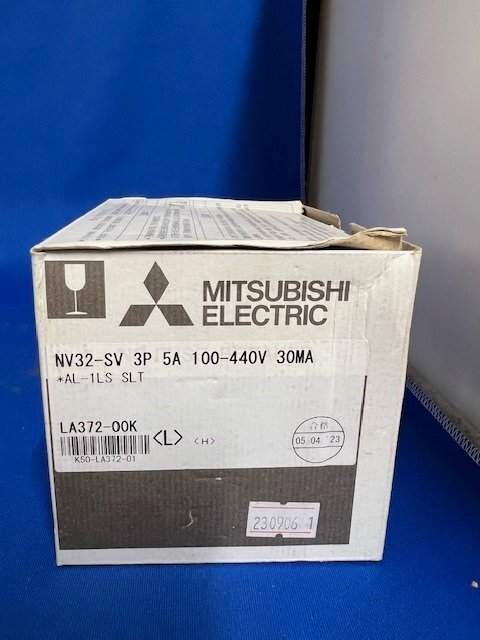 MITSUBISHI
ELECTRIC
NV32-SV 3P 5A 100-440V 30MA
*AL-1LS SLT
LA372-00K
<L> <H>
K50-LA372-01
合格
05.04.'23
230906 1